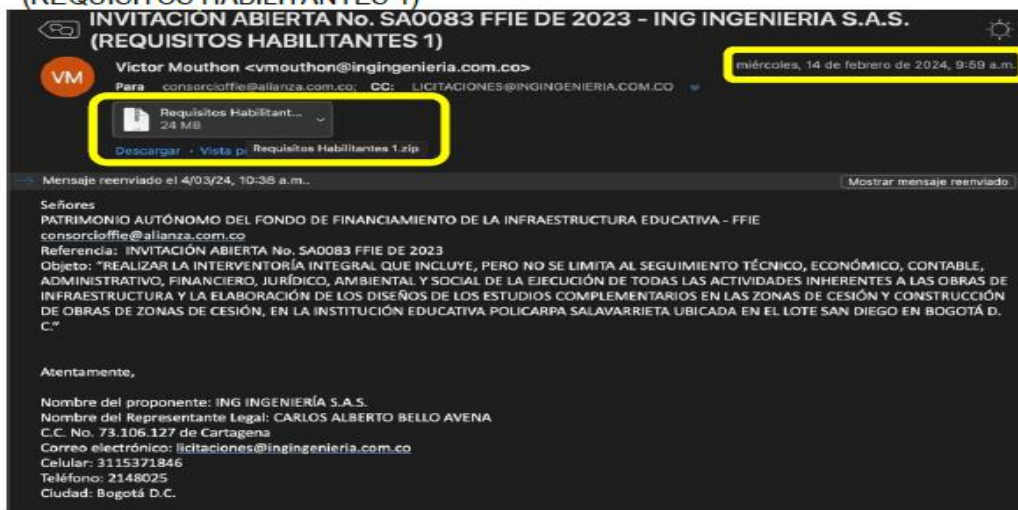 (REQUISITOS HABILITANTES 1)
INVITACIÓN ABIERTA No. SA0083 FFIE DE 2023 - ING INGENIERIA S.A.S.
(REQUISITOS HABILITANTES 1)
VM
Victor Mouthon <vmouthon@ingingenieria.com.co>
miércoles, 14 de febrero de 2024, 9:59 a.m.
Para consorcioffie@alianza.com.co; CC: LICITACIONES@INGINGENIERIA.COM.CO
Requisitos Habilitant...
24 MB
Descargar · Vista p
Requisitos Habilitantes 1.zip
Mensaje reenviado el 4/03/24, 10:38 a.m..
Mostrar mensaje reenviado
Señores
PATRIMONIO AUTÓNOMO DEL FONDO DE FINANCIAMIENTO DE LA INFRAESTRUCTURA EDUCATIVA - FFIE
consorcioffie@alianza.com.co
Referencia: INVITACIÓN ABIERTA No. SA0083 FFIE DE 2023
Objeto: "REALIZAR LA INTERVENTORÍA INTEGRAL QUE INCLUYE, PERO NO SE LIMITA AL SEGUIMIENTO TÉCNICO, ECONÓMICO, CONTABLE,
ADMINISTRATIVO, FINANCIERO, JURÍDICO, AMBIENTAL Y SOCIAL DE LA EJECUCIÓN DE TODAS LAS ACTIVIDADES INHERENTES A LAS OBRAS DE
INFRAESTRUCTURA Y LA ELABORACIÓN DE LOS DISEÑOS DE LOS ESTUDIOS COMPLEMENTARIOS EN LAS ZONAS DE CESIÓN Y CONSTRUCCIÓN
DE OBRAS DE ZONAS DE CESIÓN, EN LA INSTITUCIÓN EDUCATIVA POLICARPA SALAVARRIETA UBICADA EN EL LOTE SAN DIEGO EN BOGOTÁ D.
C."
Atentamente,
Nombre del proponente: ING INGENIERÍA S.A.S.
Nombre del Representante Legal: CARLOS ALBERTO BELLO AVENA
C.C. No. 73.106.127 de Cartagena
Correo electrónico: licitaciones@ingingenieria.com.co
Celular: 3115371846
Teléfono: 2148025
Ciudad: Bogotá D.C.